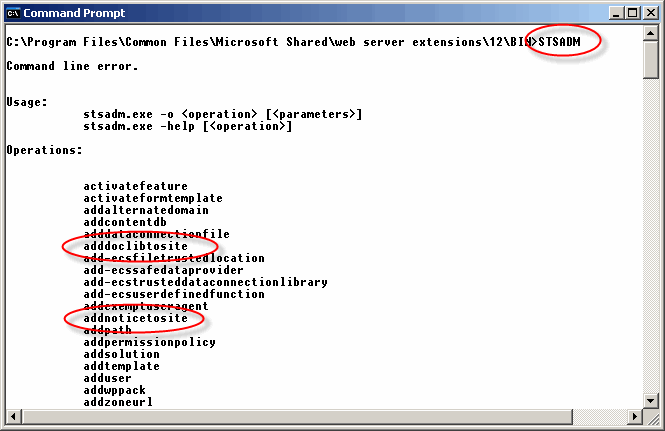 Command Prompt
C:\Program Files\Common Files\Microsoft Shared\web server extensions\12\BIN>STSADM
Command line error.
Usage:
stsadm.exe -o <operation> [<parameters>]
stsadm.exe -help [<operation>]
Operations:
activatefeature
activateformtemplate
addalternatedomain
addcontentdb
adddataconnectionfile
adddoclibtosite
add-ecsfiletrustedlocation
add-ecssafedataprovider
add-ecstrusteddataconnectionlibrary
add-ecsuserdefinedfunction
addexemptuseragent
addnoticetosite
addpath
addpermissionpolicy
addsolution
addtemplate
adduser
addwppack
addzoneurl